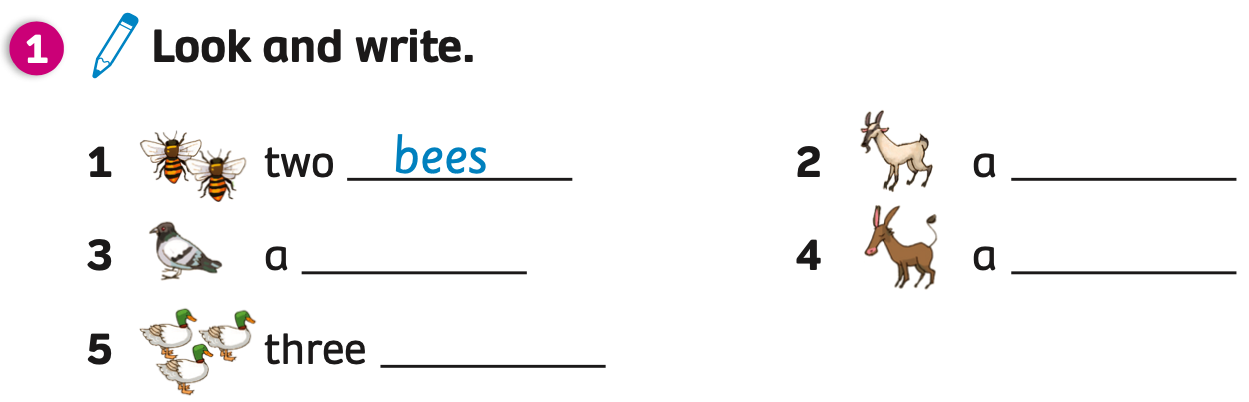 1 Look and write.
1 two bees
2 a
3 a
4 a
5 three